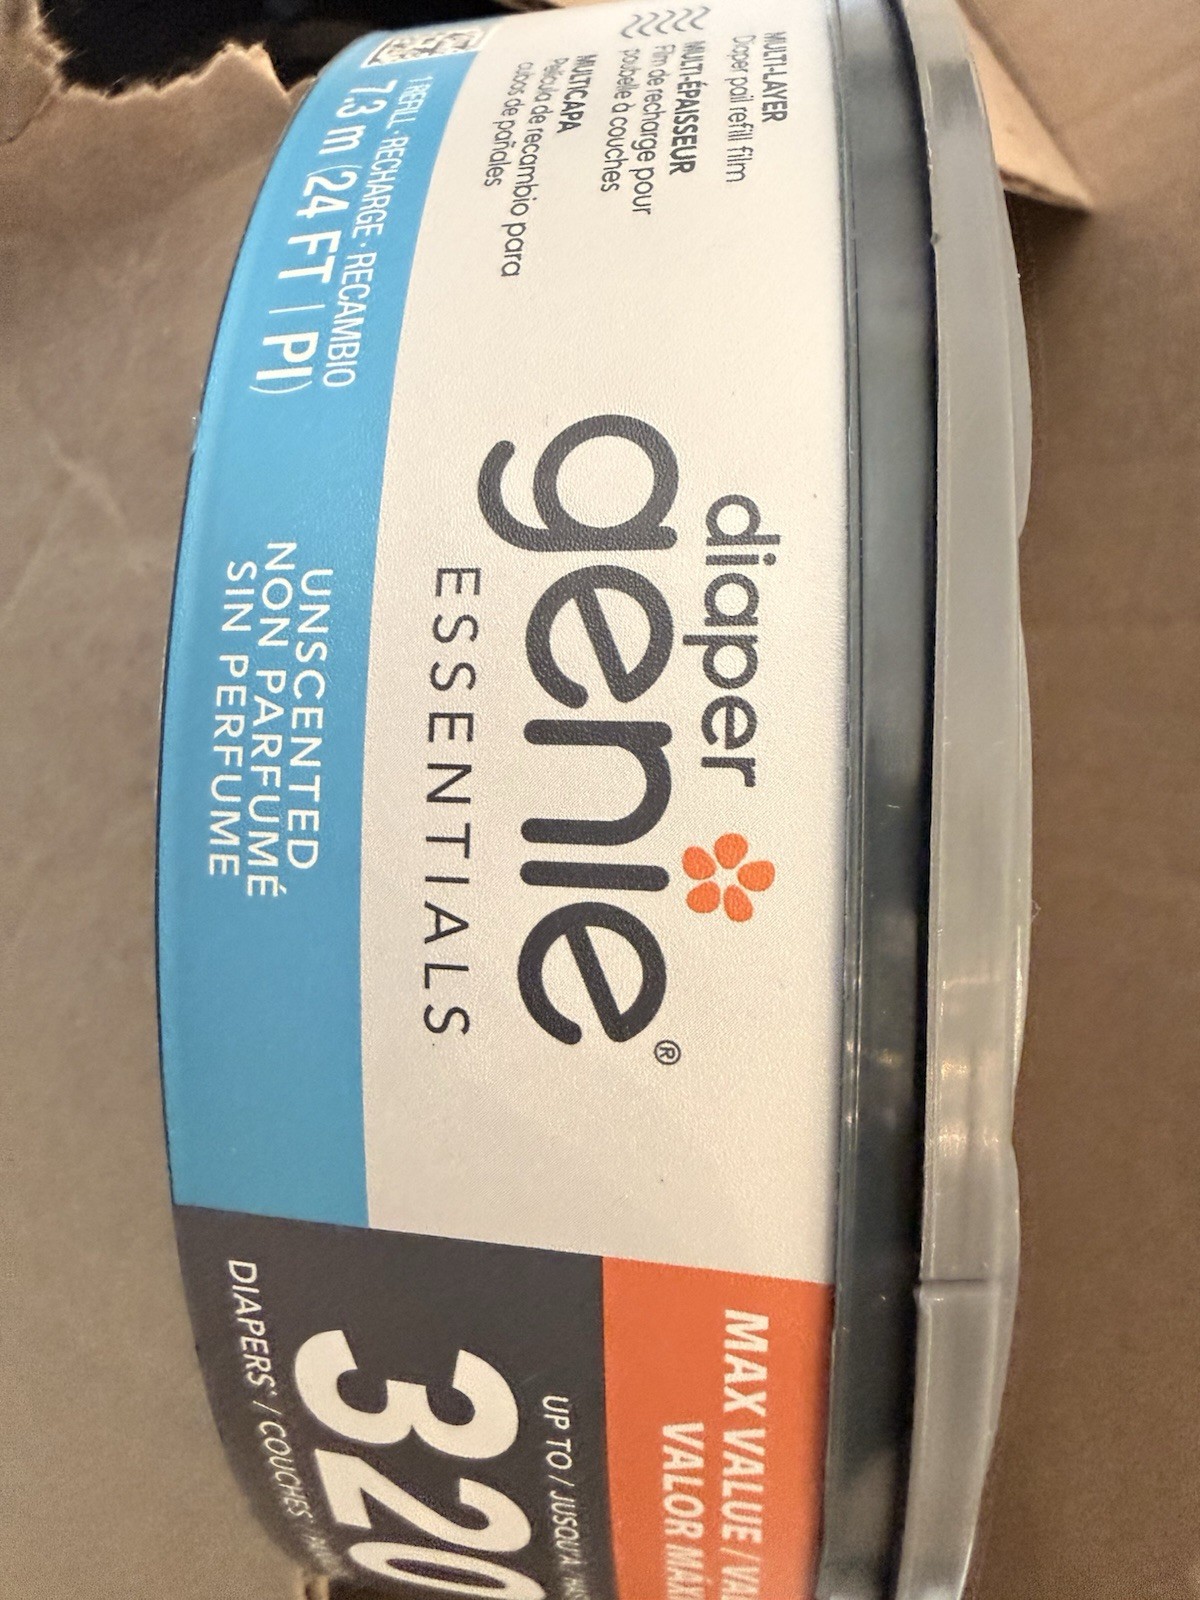 MULTI-LAYER
Diaper pail refill film
MULTI-ÉPAISSEUR
Film de recharge pour
poubelle à couches
MULTICAPA
Película de recambio para
cubos de pañales
1 REFILL · RECHARGE · RECAMBIO
7.3 m (24 FT | PI)
diaper
genie®
ESSENTIALS
UNSCENTED
NON PARFUMÉ
SIN PERFUME
MAX VALUE /
VALOR
UP TO / JUSQU'À
320
DIAPERS* / COUCHES